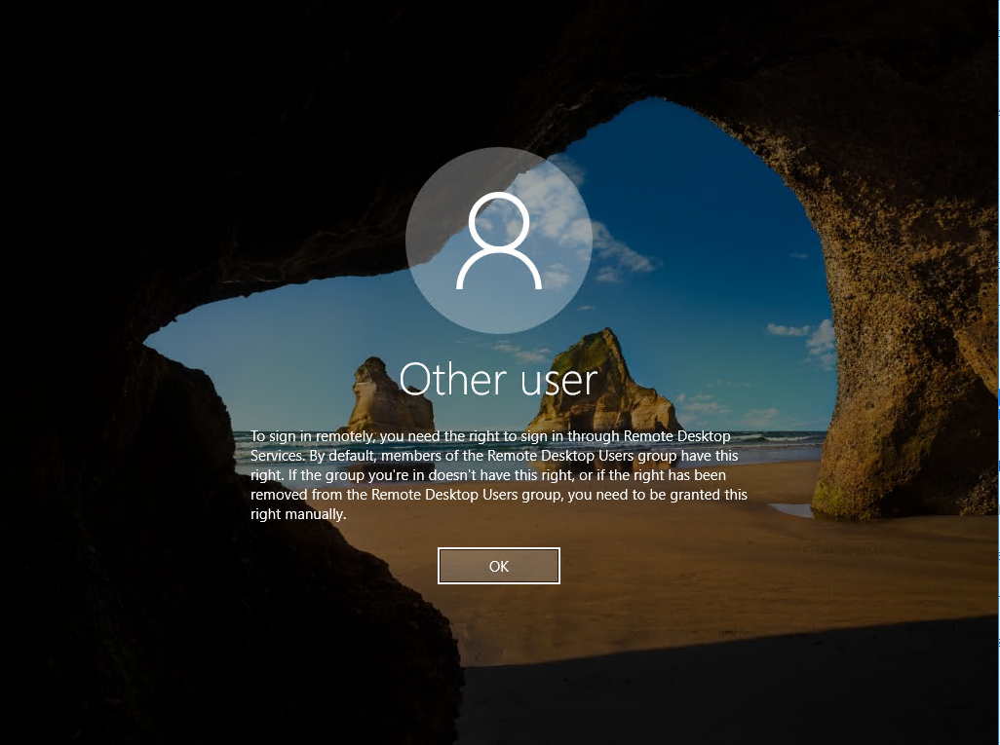 Other user
To sign in remotely, you need the right to sign in through Remote Desktop
Services. By default, members of the Remote Desktop Users group have this
right. If the group you're in doesn't have this right, or if the right has been
removed from the Remote Desktop Users group, you need to be granted this
right manually.
OK